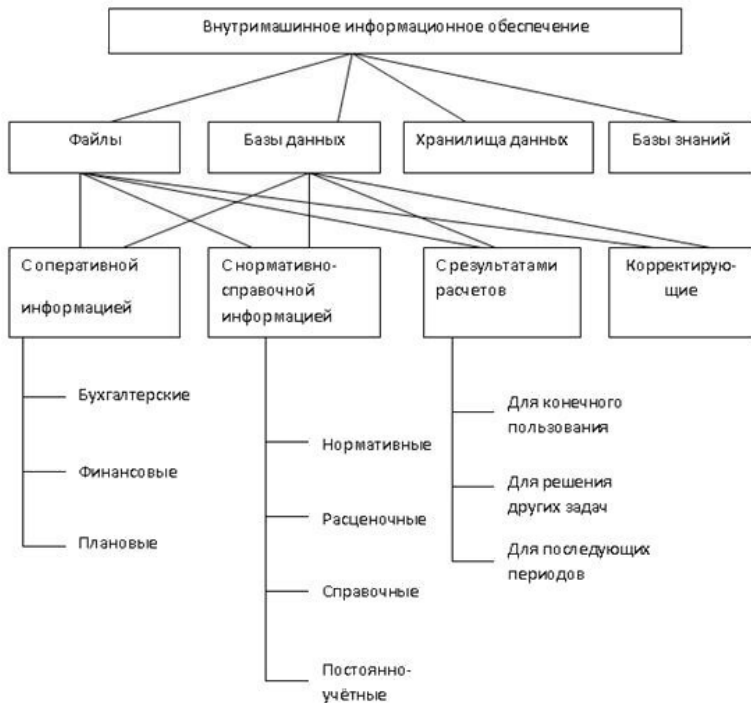 Внутримашинное информационное обеспечение
Файлы
Базы данных
Хранилища данных
Базы знаний
С оперативной
информацией
С нормативно-
справочной
информацией
С результатами
расчетов
Корректирую-
щие
Бухгалтерские
Финансовые
Плановые
Нормативные
Расценочные
Справочные
Постоянно-
учётные
Для конечного
пользования
Для решения
других задач
Для последующих
периодов